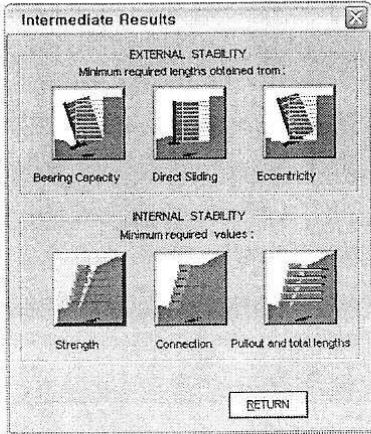 Intermediate Results
EXTERNAL STABILITY
Minimum required lengths obtained from :
Bearing Capacity Direct Sliding Eccentricity
INTERNAL STABILITY
Minimum required values :
Strength Connection Pullout and total lengths
RETURN